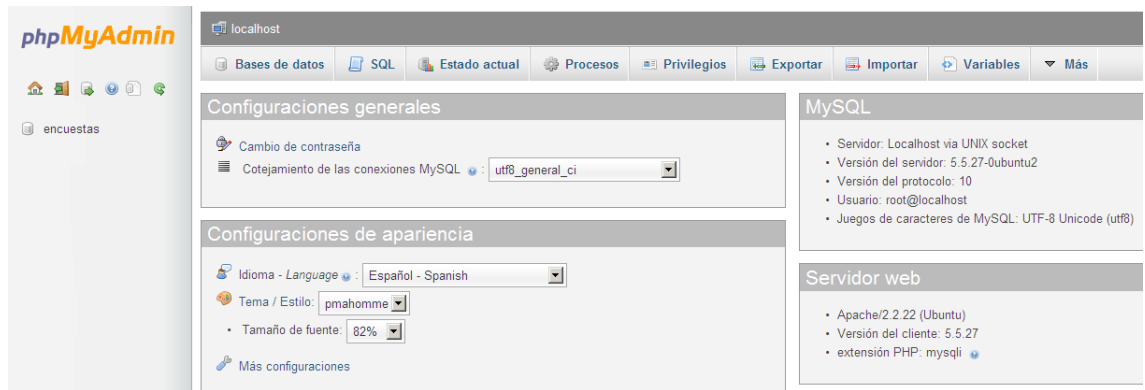 phpMyAdmin
encuestas
localhost
Bases de datos SQL Estado actual Procesos Privilegios Exportar Importar Variables Más
Configuraciones generales
Cambio de contraseña
Cotejamiento de las conexiones MySQL : utf8_general_ci
Configuraciones de apariencia
Idioma - Language : Español - Spanish
Tema / Estilo: pmahomme
• Tamaño de fuente: 82%
Más configuraciones
MySQL
• Servidor: Localhost via UNIX socket
• Versión del servidor: 5.5.27-0ubuntu2
• Versión del protocolo: 10
• Usuario: root@localhost
• Juegos de caracteres de MySQL: UTF-8 Unicode (utf8)
Servidor web
• Apache/2.2.22 (Ubuntu)
• Versión del cliente: 5.5.27
• extensión PHP: mysqli